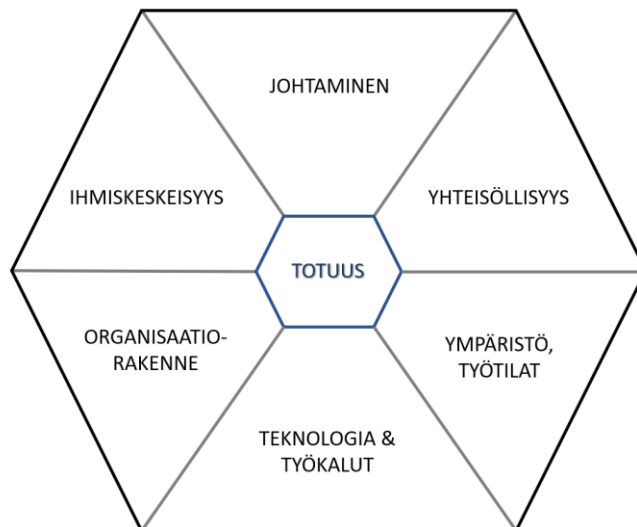 JOHTAMINEN
IHMISKESKEISYYS
YHTEISÖLLISYYS
TOTUUS
ORGANISAATIO-
RAKENNE
YMPÄRISTÖ,
TYÖTILAT
TEKNOLOGIA &
TYÖKALUT